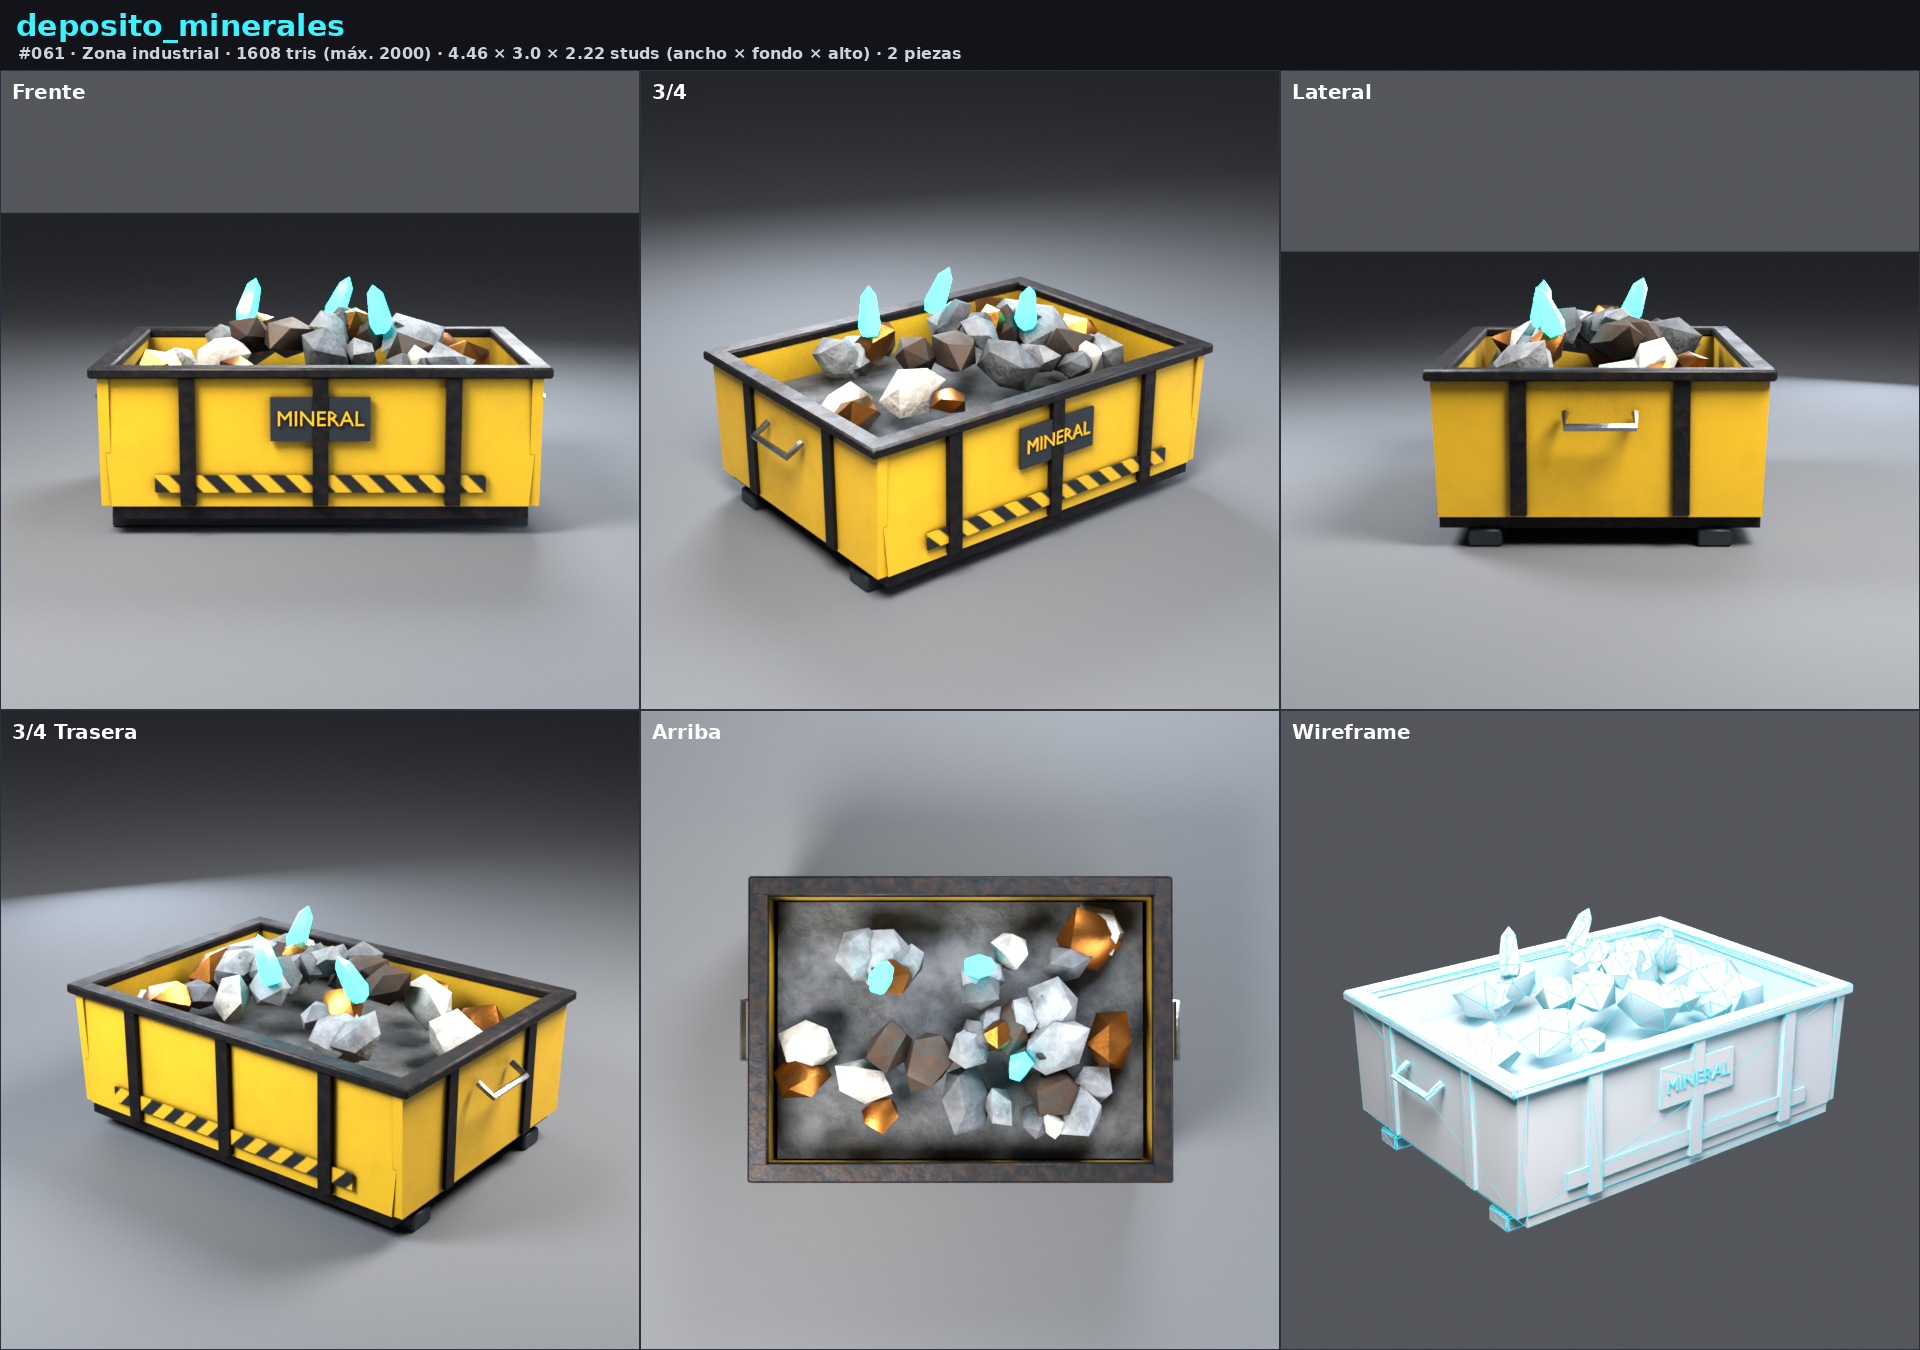 deposito_minerales
#061 · Zona industrial · 1608 tris (máx. 2000) · 4.46 × 3.0 × 2.22 studs (ancho × fondo × alto) · 2 piezas
Frente
3/4
Lateral
MINERAL
MINERAL
3/4 Trasera
Arriba
Wireframe
MINERAL